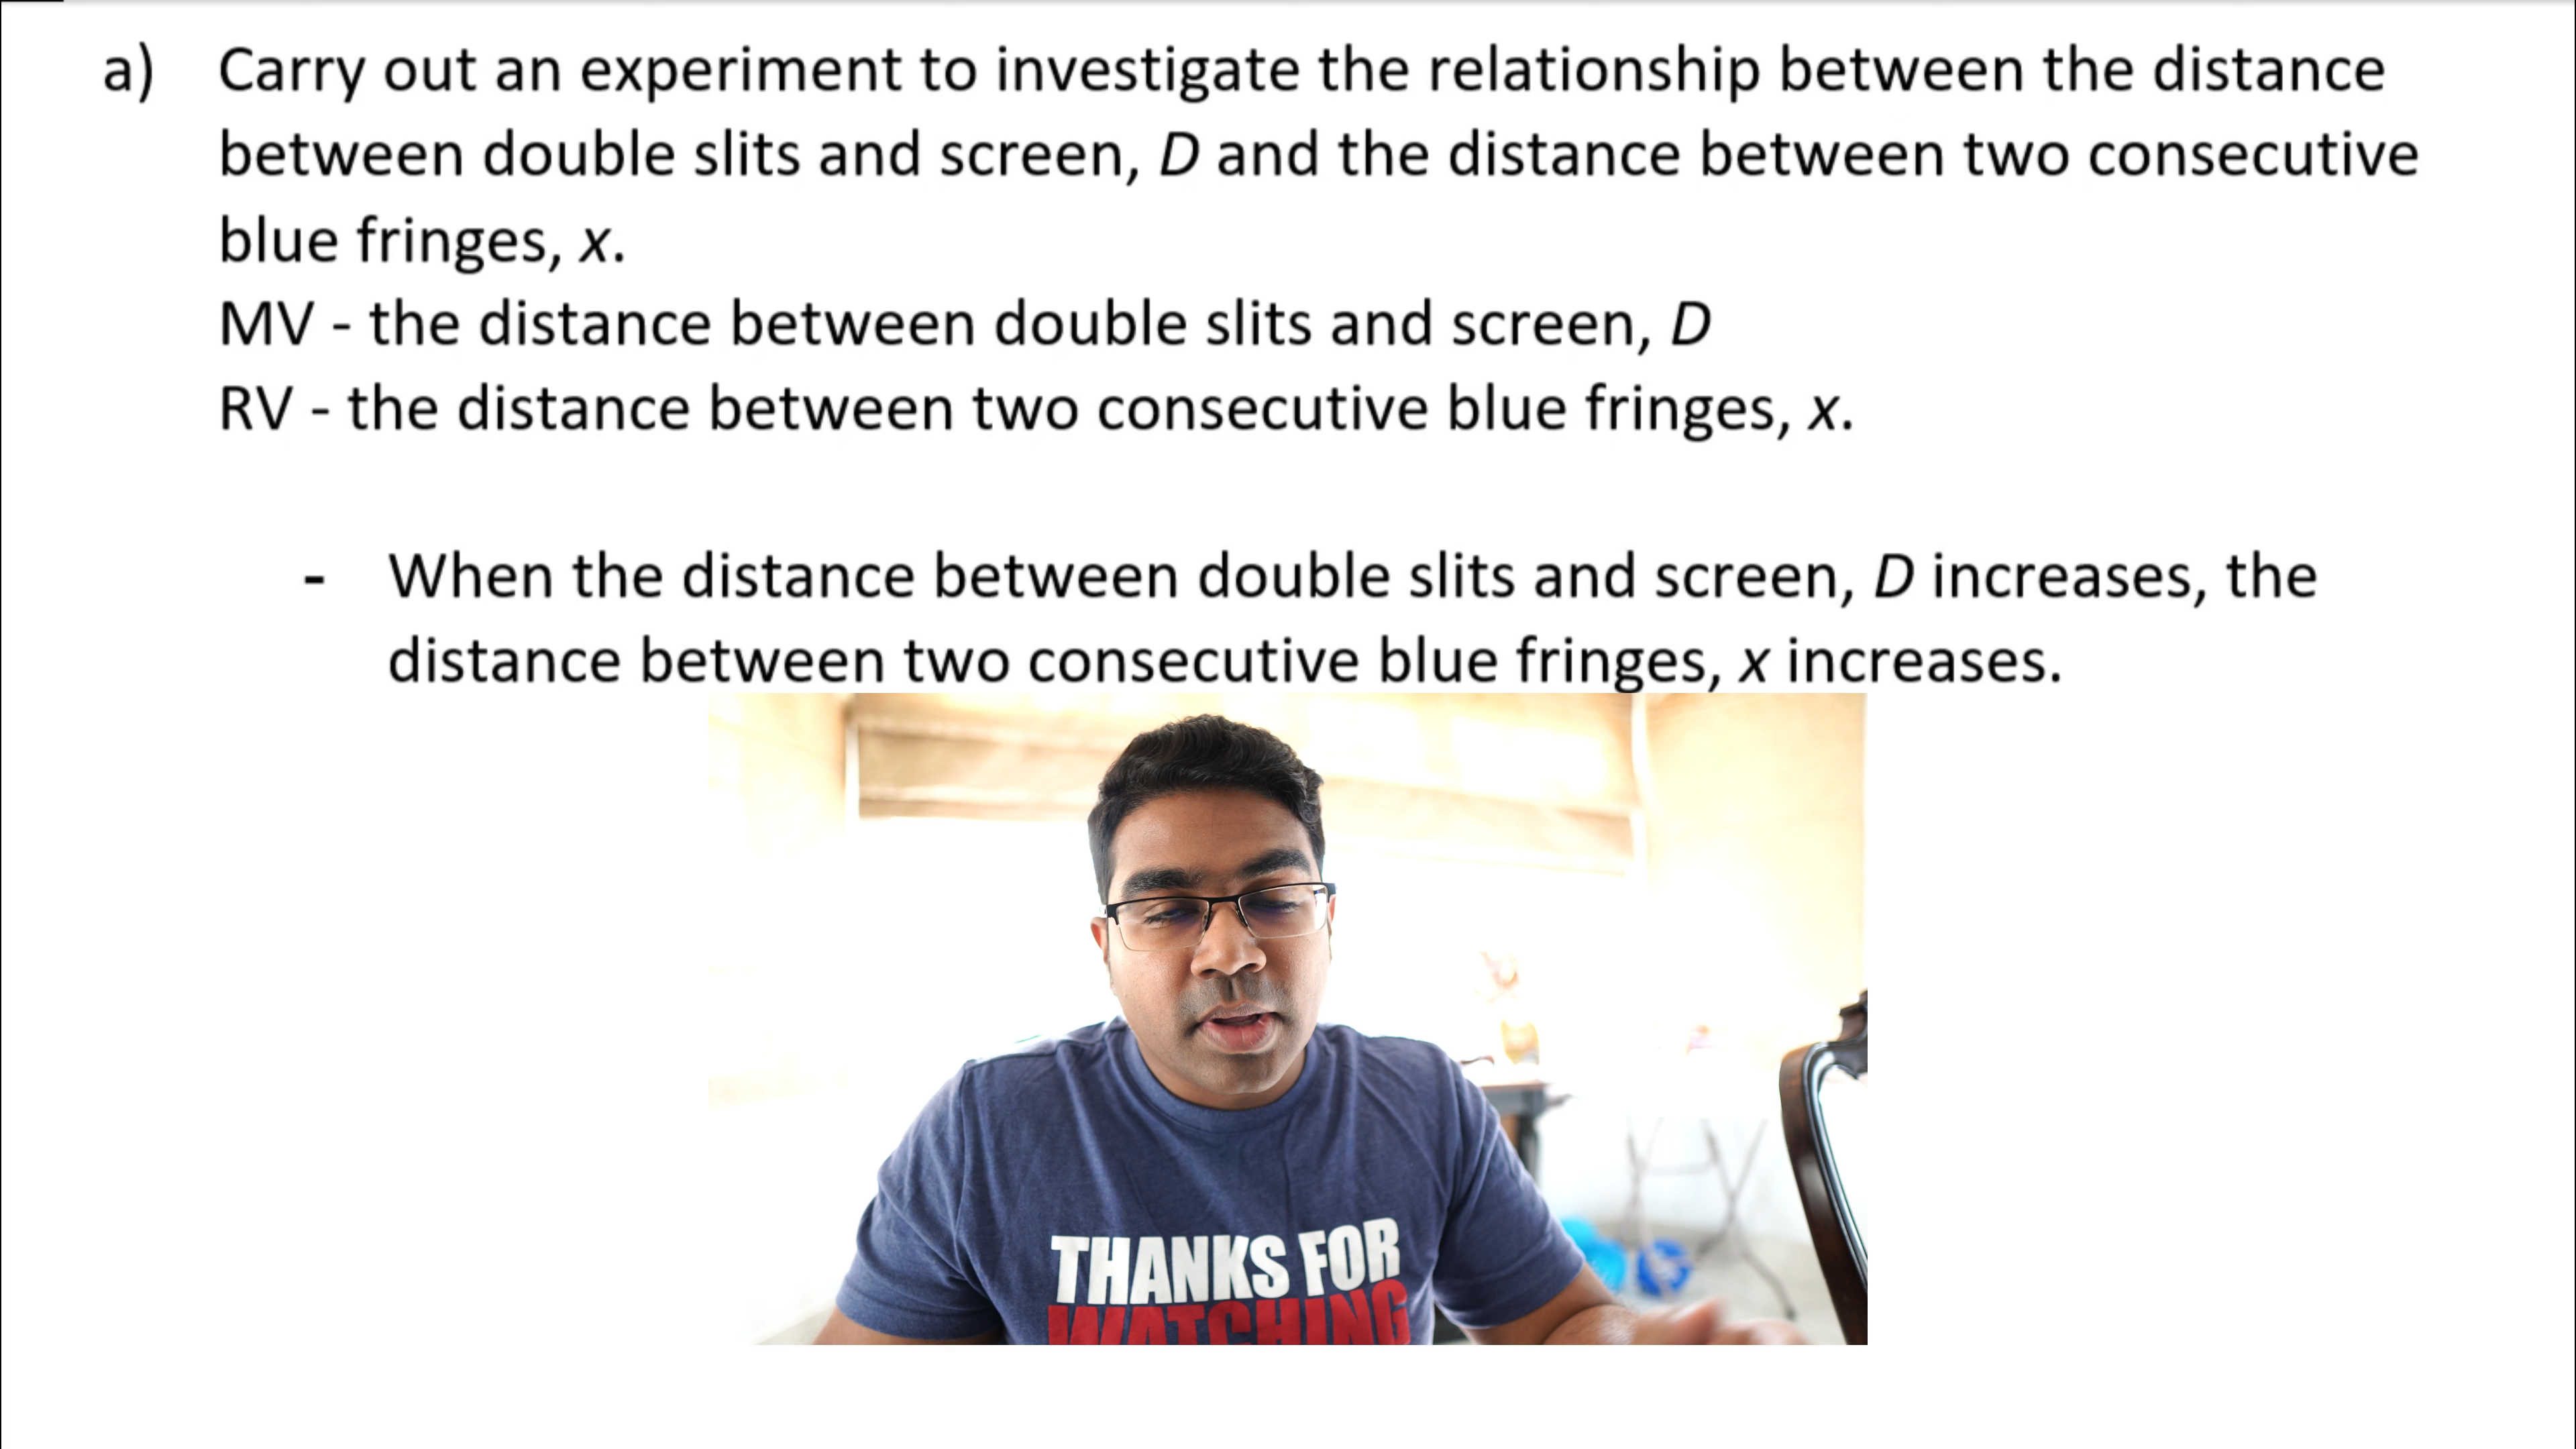 a) Carry out an experiment to investigate the relationship between the distance
between double slits and screen, D and the distance between two consecutive
blue fringes, x.
MV - the distance between double slits and screen, D
RV - the distance between two consecutive blue fringes, x.
- When the distance between double slits and screen, D increases, the
distance between two consecutive blue fringes, x increases.
THANKS FOR
WATCHING